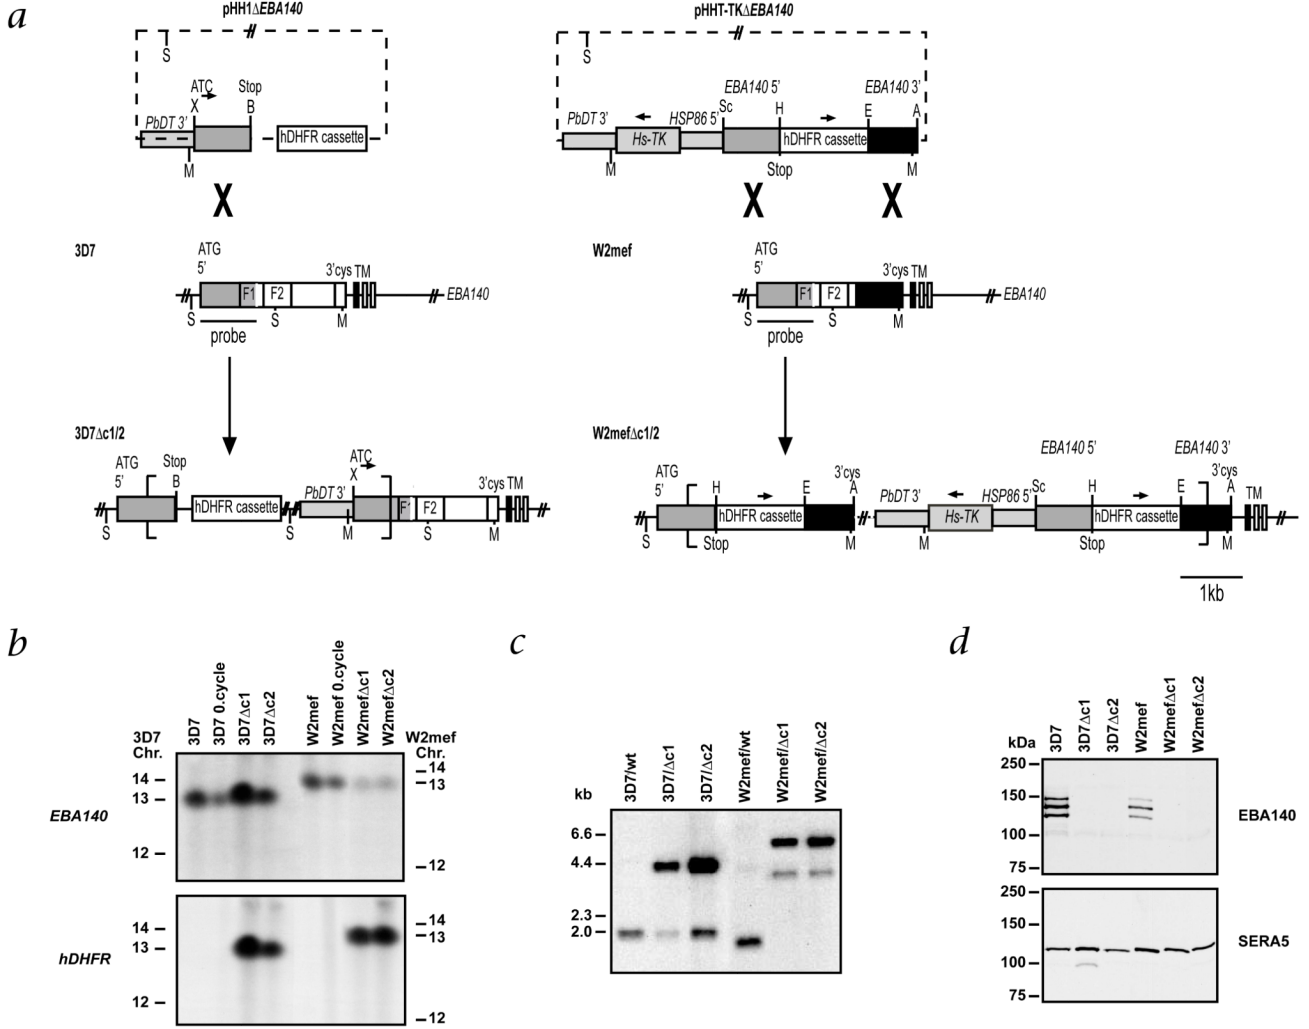 a
pHH1ΔEBA140
pHHT-TKΔEBA140
S
S
ATC
Stop
X
B
PbDT 3’
hDHFR cassette
M
EBA140 5’
EBA140 3’
Sc
H
E
A
PbDT 3’
HSP86 5’
Hs-TK
hDHFR cassette
M
Stop
M
X
X
X
3D7
ATG
5’
3’cys TM
F1
F2
EBA140
S
S
M
probe
W2mef
ATG
5’
3’cys TM
F1
F2
EBA140
S
S
M
probe
3D7Δc1/2
ATG
5’
Stop
B
ATC
X
hDHFR cassette
PbDT 3’
F1
F2
3’cys TM
S
S
M
S
M
W2mefΔc1/2
EBA140 5’
EBA140 3’
ATG
5’
H
E
3’cys
A
hDHFR cassette
PbDT 3’
HSP86 5’
Sc
H
E
3’cys
A
TM
Hs-TK
hDHFR cassette
S
Stop
M
M
Stop
M
1kb
b
3D7
3D7 0.cycle
3D7Δc1
3D7Δc2
W2mef
W2mef 0.cycle
W2mefΔc1
W2mefΔc2
3D7
Chr.
W2mef
Chr.
14
13
12
EBA140
14
13
12
14
13
12
hDHFR
14
13
12
c
kb
3D7/wt
3D7/Δc1
3D7/Δc2
W2mef/wt
W2mef/Δc1
W2mef/Δc2
6.6
4.4
2.3
2.0
d
kDa
3D7
3D7Δc1
3D7Δc2
W2mef
W2mefΔc1
W2mefΔc2
250
150
100
75
EBA140
250
150
100
75
SERA5